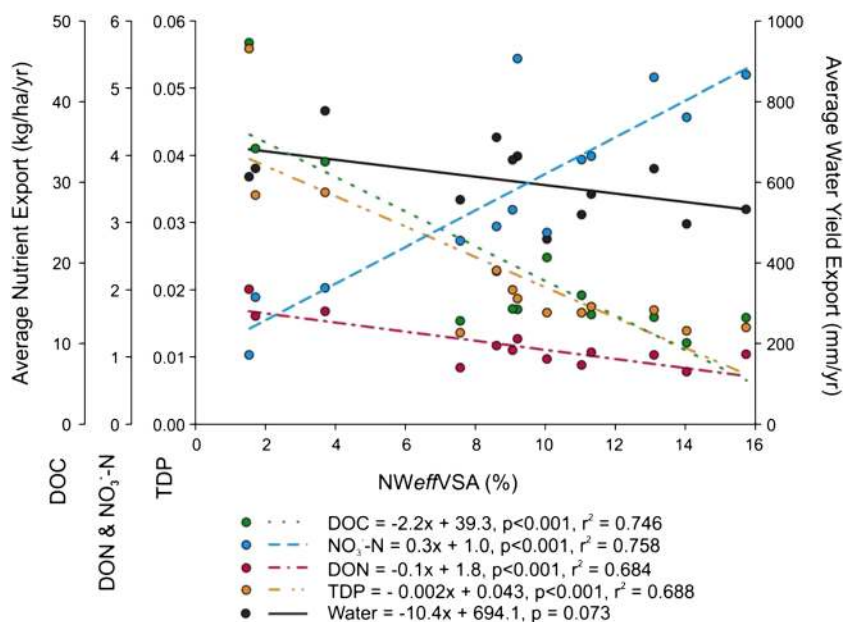 50 6 0.06 1000
5 0.05
40 800
4 0.04
30 600
3 0.03
20 400
2 0.02
10 200
1 0.01
0 0 0.00 0
0 2 4 6 8 10 12 14 16
Average Nutrient Export (kg/ha/yr)
DOC
DON & NO₃⁻-N
TDP
Average Water Yield Export (mm/yr)
NWeffVSA (%)
DOC = -2.2x + 39.3, p<0.001, r² = 0.746
NO₃⁻-N = 0.3x + 1.0, p<0.001, r² = 0.758
DON = -0.1x + 1.8, p<0.001, r² = 0.684
TDP = - 0.002x + 0.043, p<0.001, r² = 0.688
Water = -10.4x + 694.1, p = 0.073